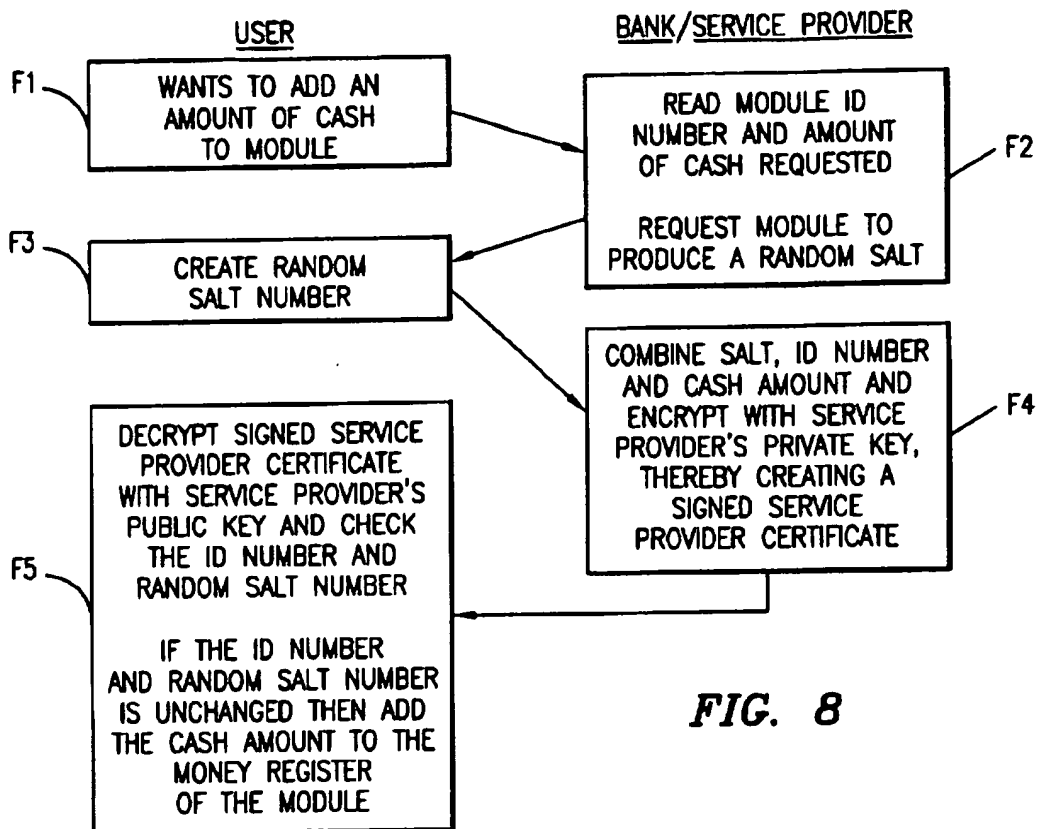 USER
BANK/SERVICE PROVIDER
F1
WANTS TO ADD AN
AMOUNT OF CASH
TO MODULE
READ MODULE ID
NUMBER AND AMOUNT
OF CASH REQUESTED
REQUEST MODULE TO
PRODUCE A RANDOM SALT
F2
F3
CREATE RANDOM
SALT NUMBER
COMBINE SALT, ID NUMBER
AND CASH AMOUNT AND
ENCRYPT WITH SERVICE
PROVIDER'S PRIVATE KEY,
THEREBY CREATING A
SIGNED SERVICE
PROVIDER CERTIFICATE
F4
F5
DECRYPT SIGNED SERVICE
PROVIDER CERTIFICATE
WITH SERVICE PROVIDER'S
PUBLIC KEY AND CHECK
THE ID NUMBER AND
RANDOM SALT NUMBER
IF THE ID NUMBER
AND RANDOM SALT NUMBER
IS UNCHANGED THEN ADD
THE CASH AMOUNT TO THE
MONEY REGISTER
OF THE MODULE
FIG. 8